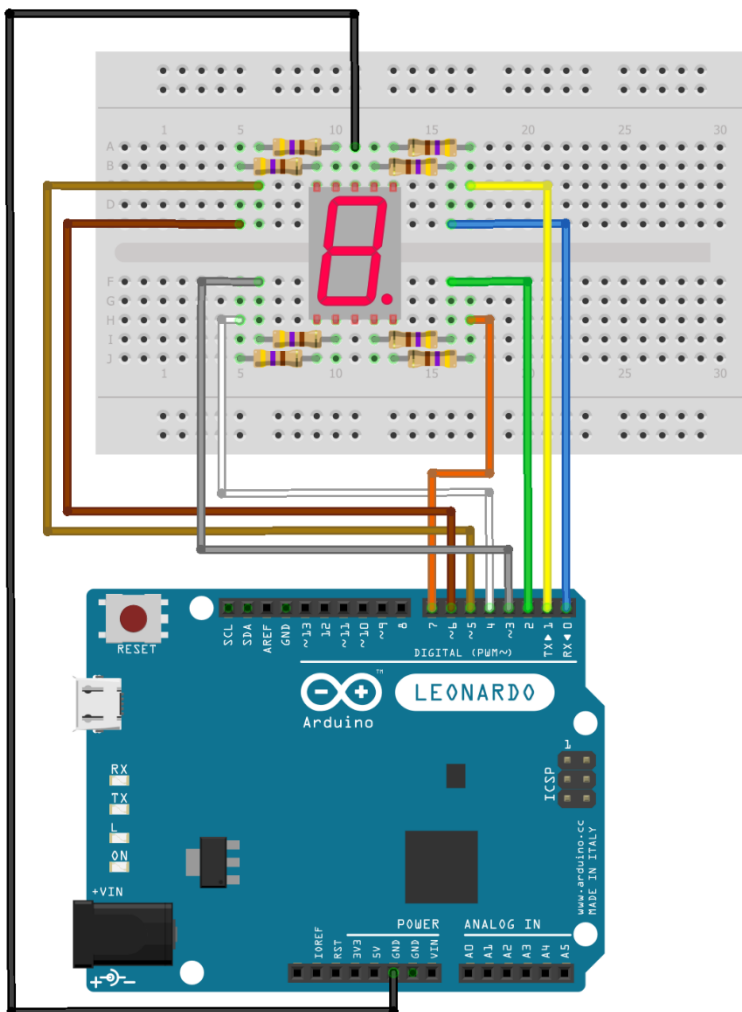 1 5 10 15 20 25 30
A
B
D
F
G
H
I
J
1 5 10 15 20 25 30
RESET
SCL
SDA
AREF
GND
~13
12
~11
~10
~9
8
7
~6
~5
4
~3
2
TX▶1
RX◀0
DIGITAL (PWM~)
Arduino
TM
LEONARDO
RX
TX
L
ON
1
ICSP
www.arduino.cc
MADE IN ITALY
+VIN
POWER
ANALOG IN
IOREF
RST
3V3
5V
GND
GND
VIN
A0
A1
A2
A3
A4
A5